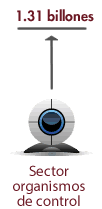 1.31 billones
Sector
organismos
de control